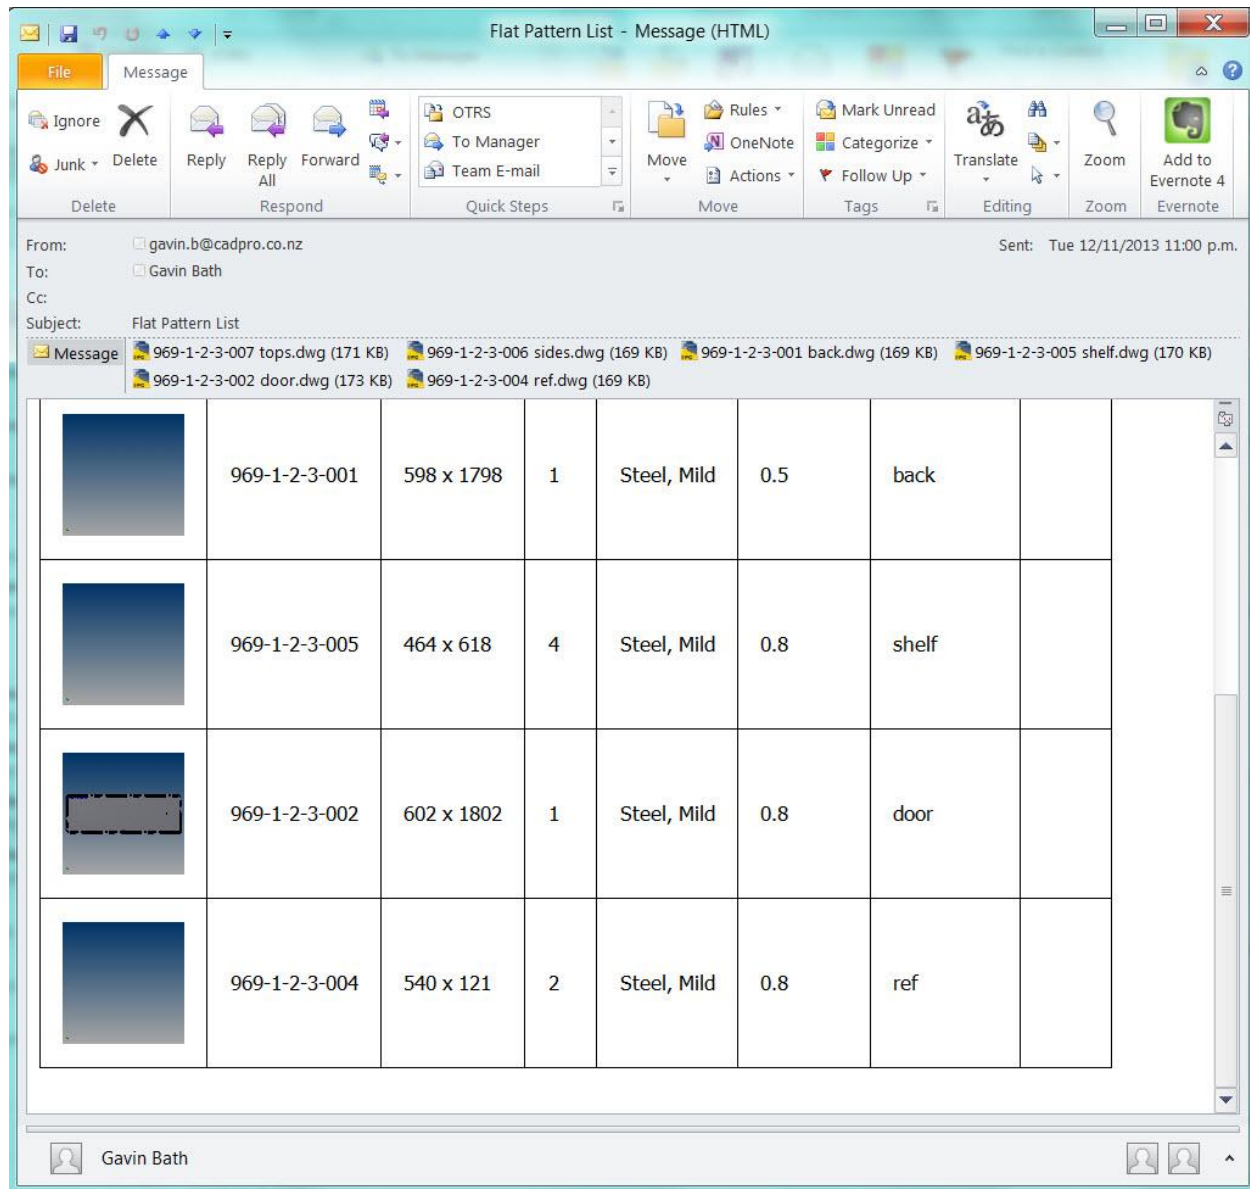 Flat Pattern List - Message (HTML)
File Message
Ignore
Junk
Delete
Reply
Reply All
Forward
OTRS
To Manager
Team E-mail
Move
Rules
OneNote
Actions
Mark Unread
Categorize
Follow Up
Translate
Zoom
Add to Evernote 4
Delete Respond Quick Steps Move Tags Editing Zoom Evernote
From: gavin.b@cadpro.co.nz Sent: Tue 12/11/2013 11:00 p.m.
To: Gavin Bath
Cc:
Subject: Flat Pattern List
Message 969-1-2-3-007 tops.dwg (171 KB) 969-1-2-3-006 sides.dwg (169 KB) 969-1-2-3-001 back.dwg (169 KB) 969-1-2-3-005 shelf.dwg (170 KB)
969-1-2-3-002 door.dwg (173 KB) 969-1-2-3-004 ref.dwg (169 KB)
969-1-2-3-001 598 x 1798 1 Steel, Mild 0.5 back
969-1-2-3-005 464 x 618 4 Steel, Mild 0.8 shelf
969-1-2-3-002 602 x 1802 1 Steel, Mild 0.8 door
969-1-2-3-004 540 x 121 2 Steel, Mild 0.8 ref
Gavin Bath